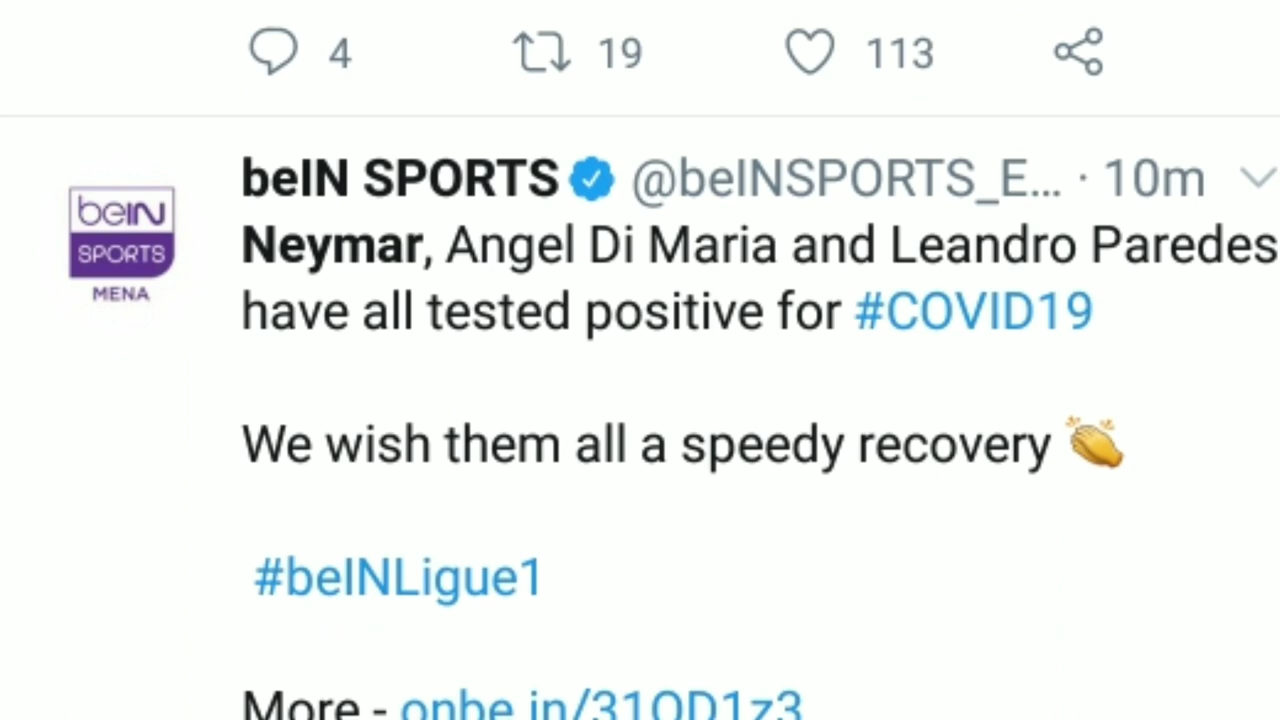 4 19 113
beIN SPORTS @beINSPORTS_E... · 10m
beIN
SPORTS
MENA
Neymar, Angel Di Maria and Leandro Paredes
have all tested positive for #COVID19
We wish them all a speedy recovery 👏
#beINLigue1
More - onbe.in/31OD1z3